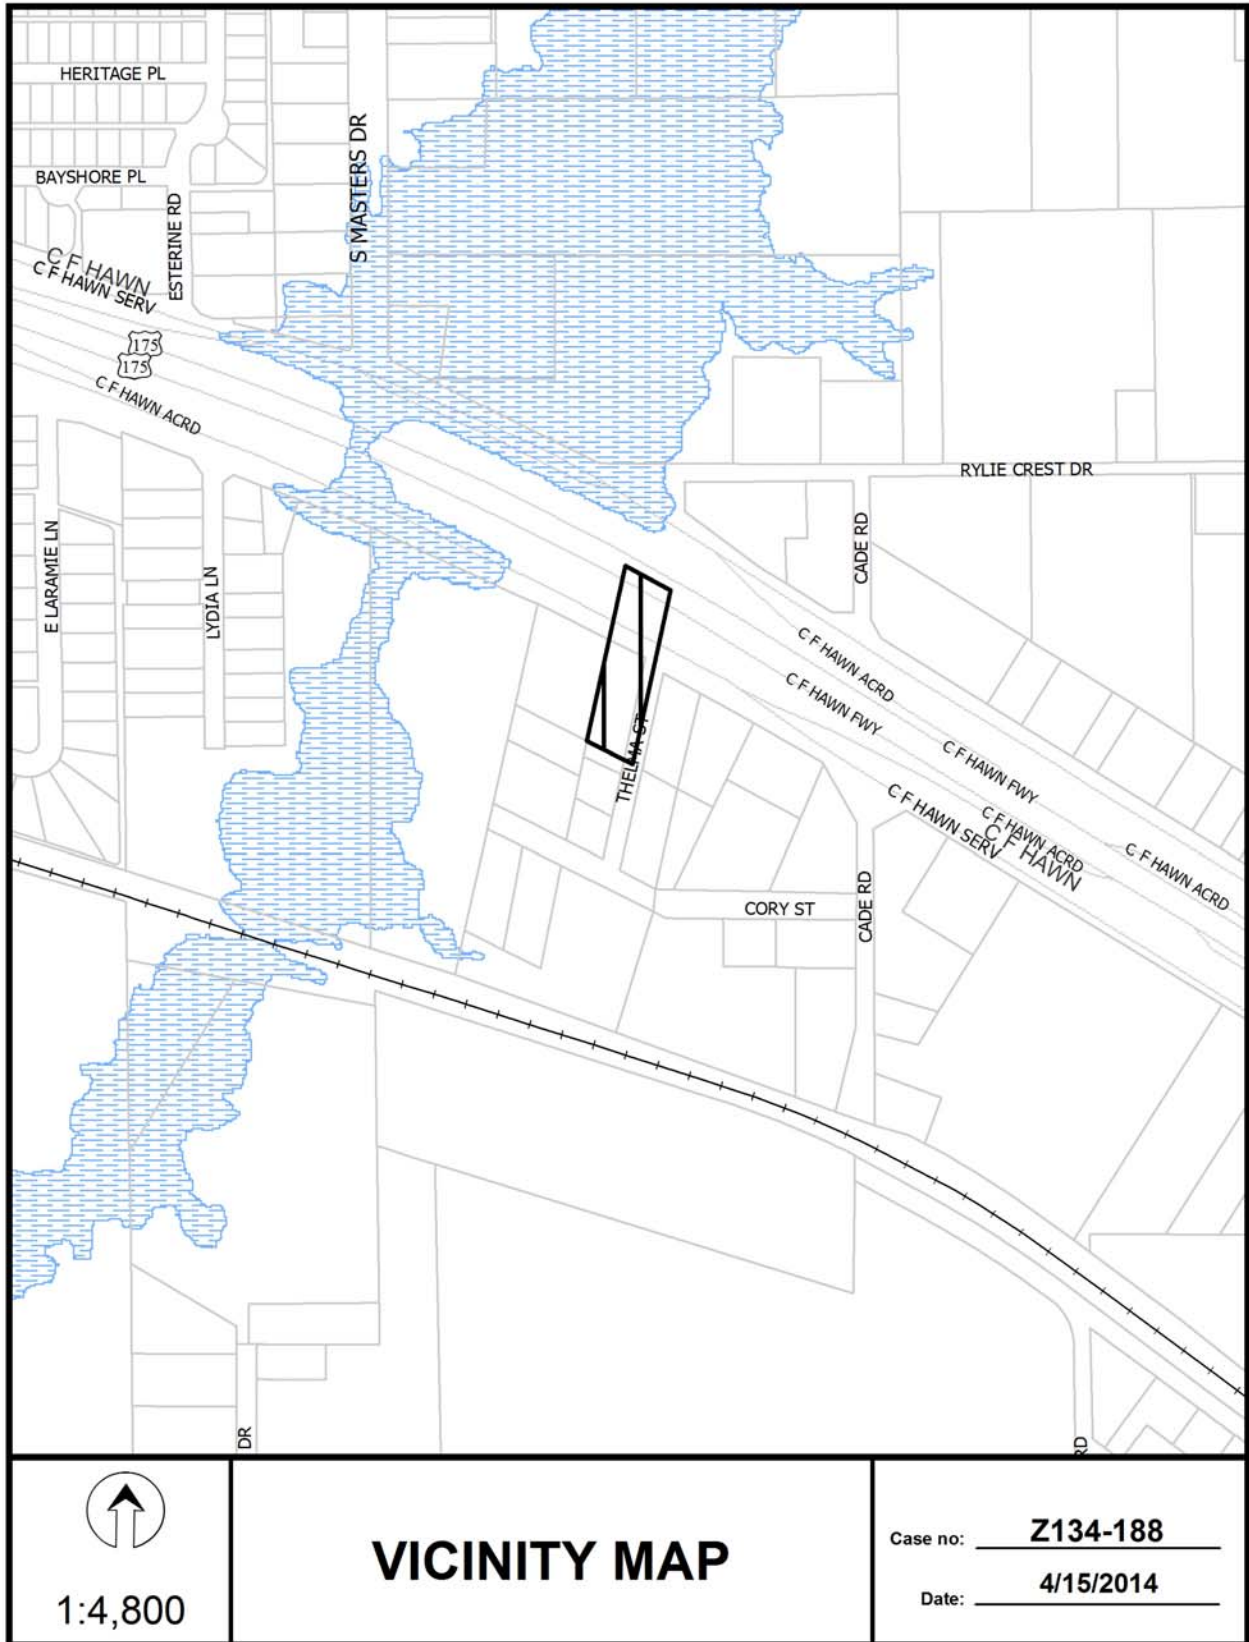 HERITAGE PL
BAYSHORE PL
S MASTERS DR
ESTERINE RD
C F HAWN
C F HAWN SERV
175
175
C F HAWN ACRD
RYLIE CREST DR
E LARAMIE LN
LYDIA LN
CADE RD
C F HAWN ACRD
C F HAWN FWY
THELMA ST
C F HAWN FWY
C F HAWN SERV
C F HAWN ACRD
C F HAWN
C F HAWN ACRD
CORY ST
CADE RD
DR
RD
1:4,800
VICINITY MAP
Case no: Z134-188
Date: 4/15/2014